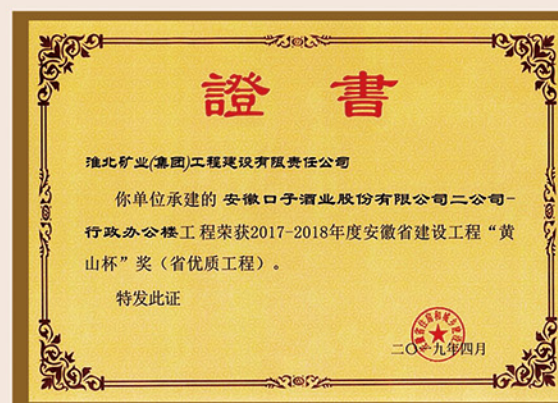 證 書
淮北矿业(集团)工程建设有限责任公司
你单位承建的 安徽口子酒业股份有限公司二公司-
行政办公楼工程荣获2017-2018年度安徽省建设工程“黄
山杯”奖（省优质工程）。
特发此证
二〇一九年四月